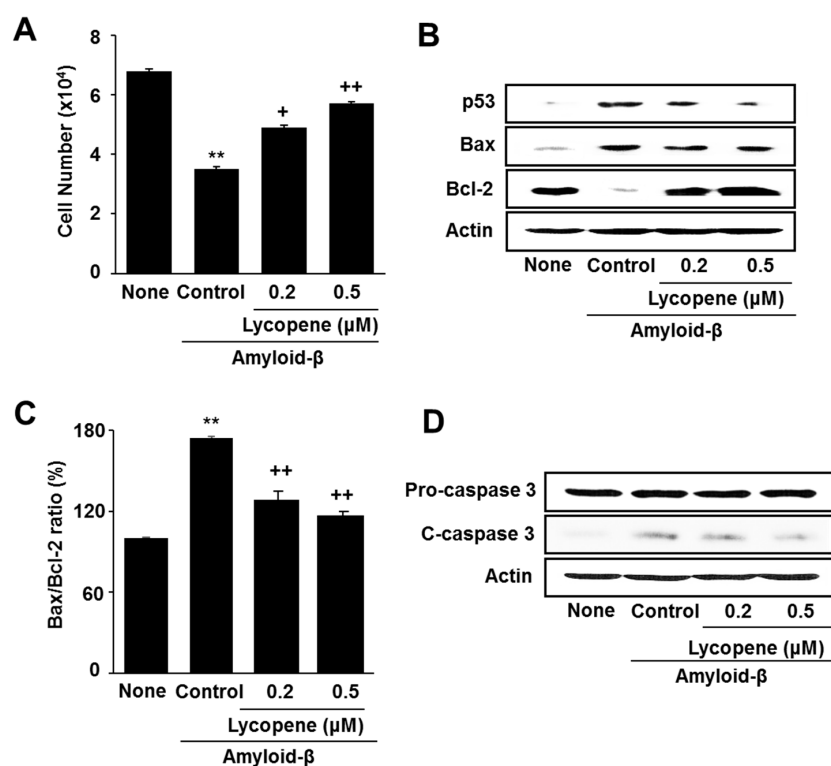 A
Cell Number (x10⁴)
8
6
4
2
0
**
+
++
None Control 0.2 0.5
Lycopene (µM)
Amyloid-β
B
p53
Bax
Bcl-2
Actin
None Control 0.2 0.5
Lycopene (µM)
Amyloid-β
C
Bax/Bcl-2 ratio (%)
180
120
60
0
**
++
++
None Control 0.2 0.5
Lycopene (µM)
Amyloid-β
D
Pro-caspase 3
C-caspase 3
Actin
None Control 0.2 0.5
Lycopene (µM)
Amyloid-β